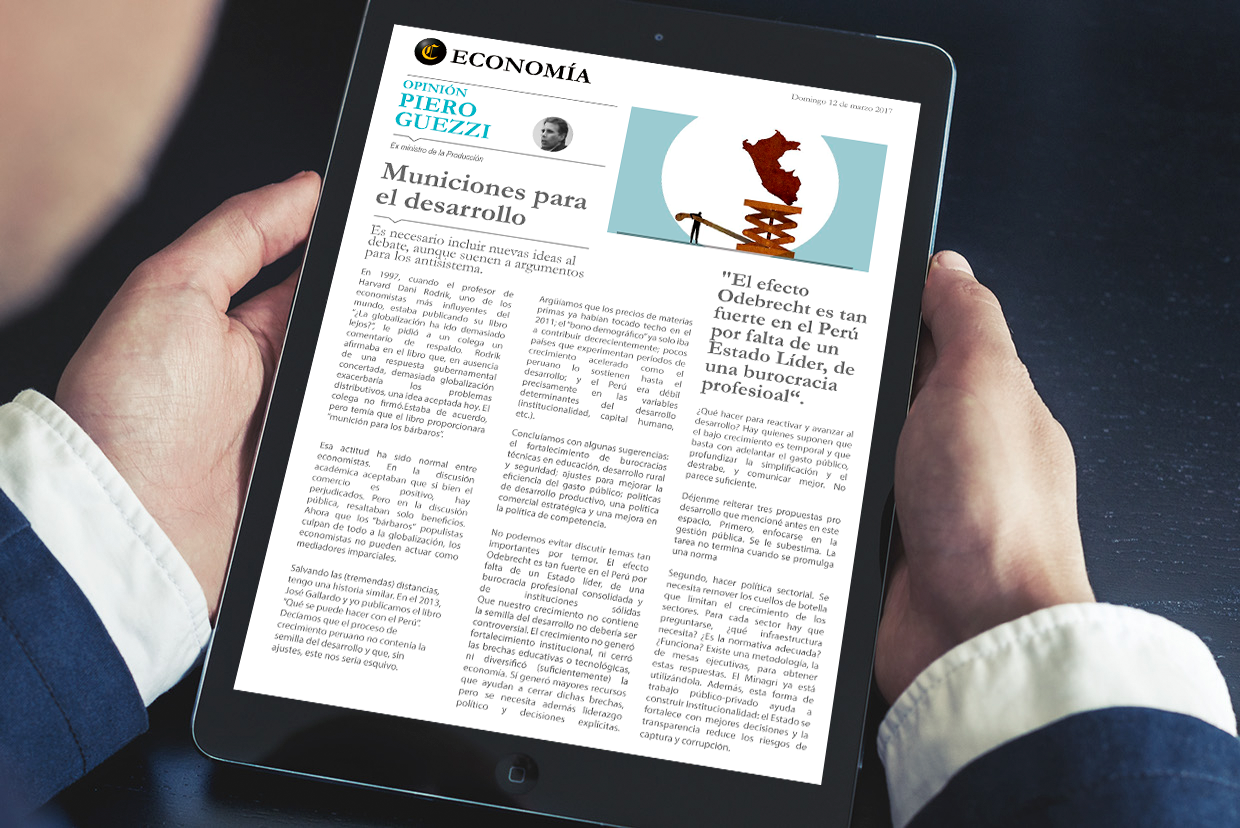 C ECONOMÍA
Domingo 12 de marzo 2017
OPINIÓN
PIERO
GUEZZI
Ex ministro de la Producción
Municiones para
el desarrollo
Es necesario incluir nuevas ideas al
debate, aunque suenen a argumentos
para los antisistema.
En 1997, cuando el profesor de
Harvard Dani Rodrik, uno de los
economistas más influyentes del
mundo, estaba publicando su libro
"¿La globalización ha ido demasiado
lejos?", le pidió a un colega un
comentario de respaldo. Rodrik
afirmaba en el libro que, en ausencia
de una respuesta gubernamental
concertada, demasiada globalización
exacerbaría los problemas
distributivos, una idea aceptada hoy. El
colega no firmó.Estaba de acuerdo,
pero temía que el libro proporcionara
"munición para los bárbaros".
Esa actitud ha sido normal entre
economistas. En la discusión
académica aceptaban que si bien el
comercio es positivo, hay
perjudicados. Pero en la discusión
pública, resaltaban solo beneficios.
Ahora que los "bárbaros" populistas
culpan de todo a la globalización, los
economistas no pueden actuar como
mediadores imparciales.
Salvando las (tremendas) distancias,
tengo una historia similar. En el 2013,
José Gallardo y yo publicamos el libro
"Qué se puede hacer con el Perú".
Decíamos que el proceso de
crecimiento peruano no contenía la
semilla del desarrollo y que, sin
ajustes, este nos sería esquivo.
Argüíamos que los precios de materias
primas ya habían tocado techo en el
2011; el "bono demográfico" ya solo iba
a contribuir decrecientemente; pocos
países que experimentan periodos de
crecimiento acelerado como el
peruano lo sostienen hasta el
desarrollo; y el Perú era débil
precisamente en las variables
determinantes del desarrollo
(institucionalidad, capital humano,
etc.).
Concluíamos con algunas sugerencias:
el fortalecimiento de burocracias
técnicas en educación, desarrollo rural
y seguridad; ajustes para mejorar la
eficiencia del gasto público; políticas
de desarrollo productivo, una política
comercial estratégica y una mejora en
la política de competencia.
No podemos evitar discutir temas tan
importantes por temor. El efecto
Odebrecht es tan fuerte en el Perú por
falta de un Estado líder, de una
burocracia profesional consolidada y
de instituciones sólidas
Que nuestro crecimiento no contiene
la semilla del desarrollo no debería ser
controversial. El crecimiento no generó
fortalecimiento institucional, ni cerró
las brechas educativas o tecnológicas,
ni diversificó (suficientemente) la
economía. Sí generó mayores recursos
que ayudan a cerrar dichas brechas,
pero se necesita además liderazgo
político y decisiones explícitas.
"El efecto
Odebrecht es tan
fuerte en el Perú
por falta de un
Estado Líder, de
una burocracia
profesioal“.
¿Qué hacer para reactivar y avanzar al
desarrollo? Hay quienes suponen que
el bajo crecimiento es temporal y que
basta con adelantar el gasto público,
profundizar la simplificación y el
destrabe, y comunicar mejor. No
parece suficiente.
Déjenme reiterar tres propuestas pro
desarrollo que mencioné antes en este
espacio. Primero, enfocarse en la
gestión pública. Se le subestima. La
tarea no termina cuando se promulga
una norma
Segundo, hacer política sectorial. Se
necesita remover los cuellos de botella
que limitan el crecimiento de los
sectores. Para cada sector hay que
preguntarse, ¿qué infraestructura
necesita? ¿Es la normativa adecuada?
¿Funciona? Existe una metodología, la
de mesas ejecutivas, para obtener
estas respuestas. El Minagri ya está
utilizándola. Además, esta forma de
trabajo público-privado ayuda a
construir institucionalidad: el Estado se
fortalece con mejores decisiones y la
transparencia reduce los riesgos de
captura y corrupción.